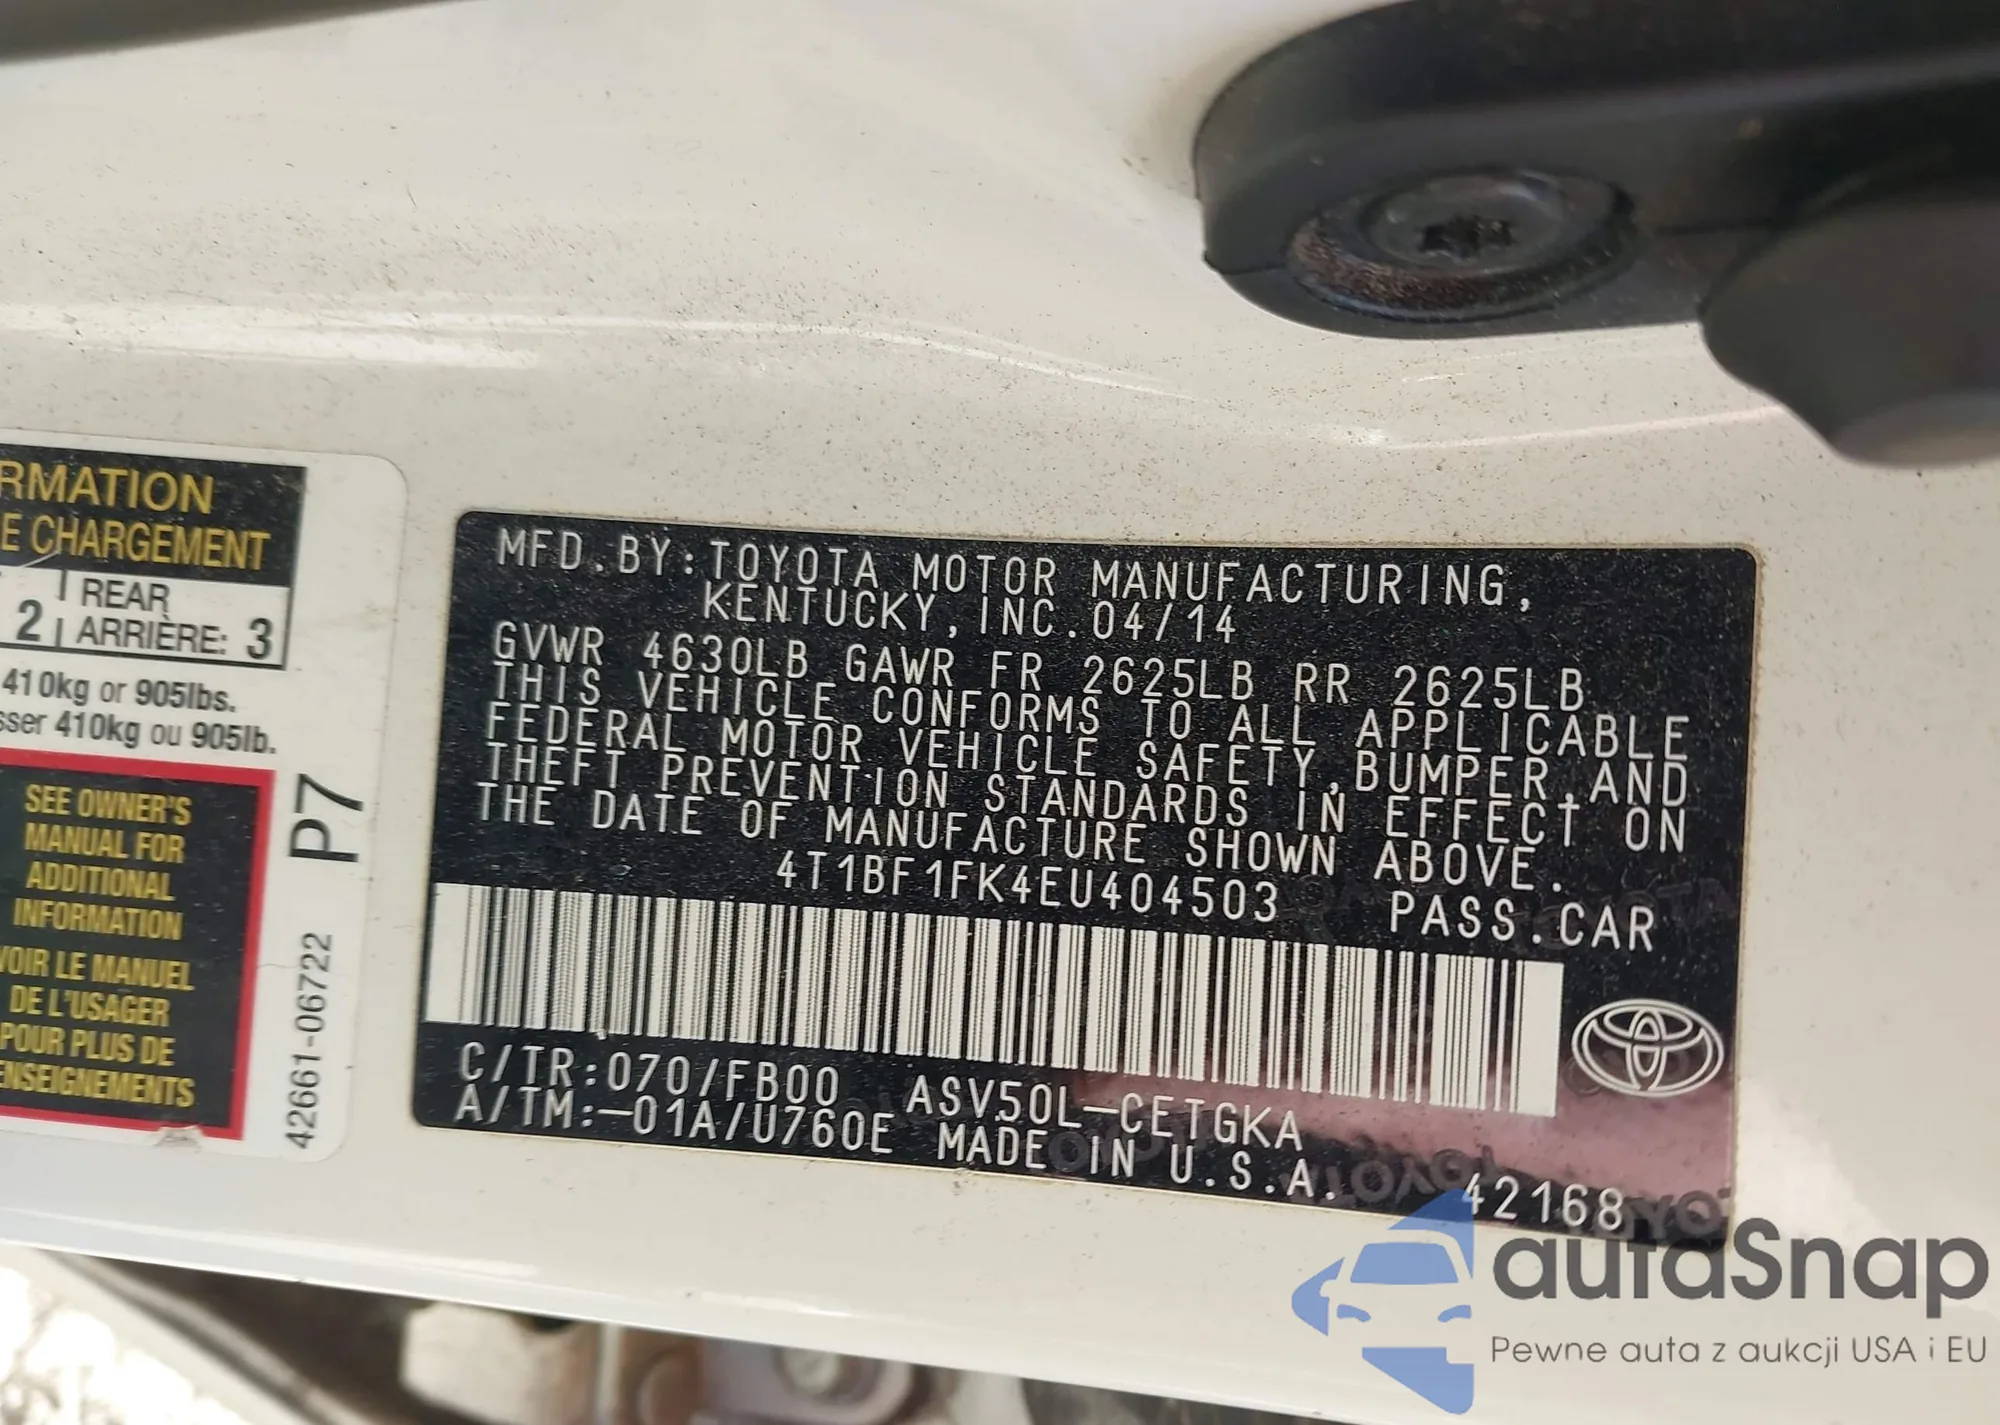 RMATION
E CHARGEMENT
2 REAR
ARRIÈRE: 3
410kg or 905lbs.
sser 410kg ou 905lb.
SEE OWNER'S
MANUAL FOR
ADDITIONAL
INFORMATION
VOIR LE MANUEL
DE L'USAGER
POUR PLUS DE
ENSEIGNEMENTS
P7
42661-06722
MFD.BY:TOYOTA MOTOR MANUFACTURING,
KENTUCKY,INC.04/14
GVWR 4630LB GAWR FR 2625LB RR 2625LB
THIS VEHICLE CONFORMS TO ALL APPLICABLE
FEDERAL MOTOR VEHICLE SAFETY,BUMPER,AND
THEFT PREVENTION STANDARDS IN EFFECT ON
THE DATE OF MANUFACTURE SHOWN ABOVE.
4T1BF1FK4EU404503 PASS.CAR
C/TR:070/FB00 ASV50L-CETGKA
A/TM:-01A/U760E MADE IN U.S.A.
42168
autaSnap
Pewne auta z aukcji USA i EU